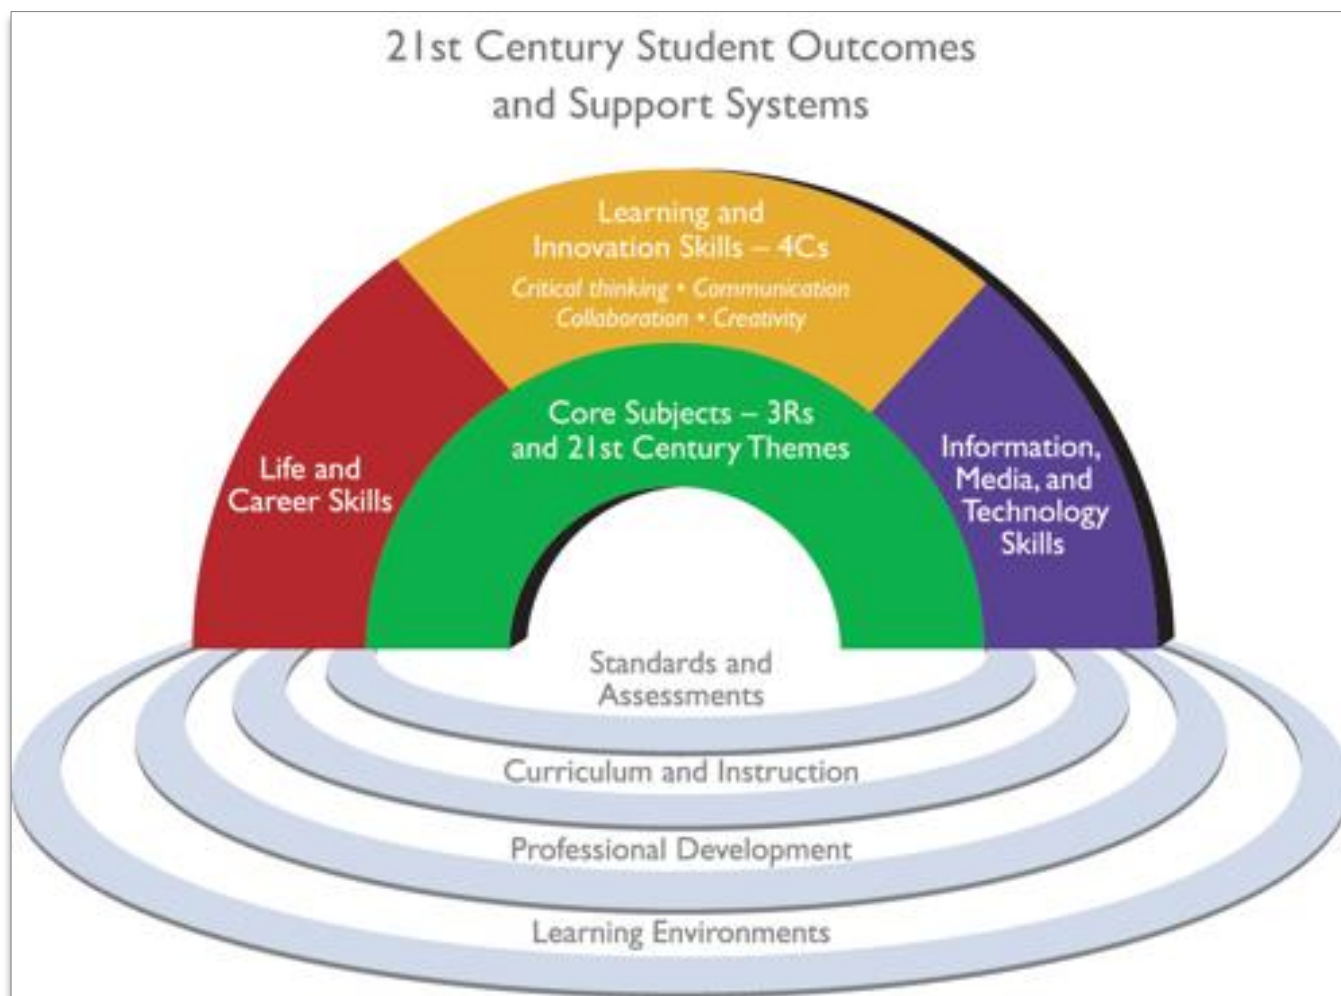 21st Century Student Outcomes
and Support Systems
Learning and
Innovation Skills – 4Cs
Critical thinking • Communication
Collaboration • Creativity
Core Subjects – 3Rs
and 21st Century Themes
Life and
Career Skills
Information,
Media, and
Technology
Skills
Standards and
Assessments
Curriculum and Instruction
Professional Development
Learning Environments